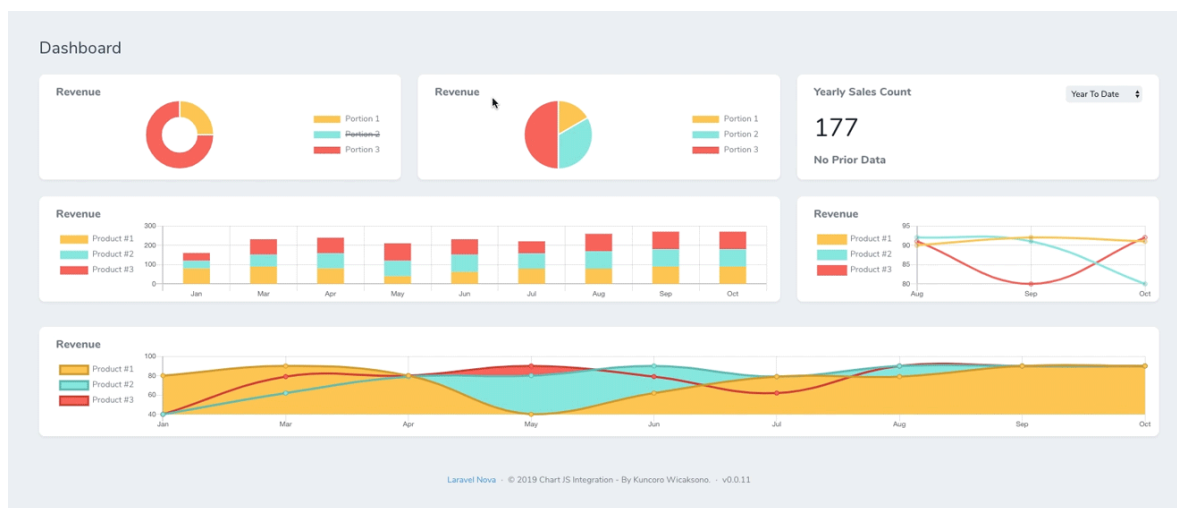 Dashboard
Revenue
Portion 1
Portion 2
Portion 3
Revenue
Portion 1
Portion 2
Portion 3
Yearly Sales Count
Year To Date
177
No Prior Data
Revenue
Product #1
Product #2
Product #3
300
200
100
0
Jan Mar Apr May Jun Jul Aug Sep Oct
Revenue
Product #1
Product #2
Product #3
95
90
85
80
Aug Sep Oct
Revenue
Product #1
Product #2
Product #3
100
80
60
40
Jan Mar Apr May Jun Jul Aug Sep Oct
Laravel Nova · © 2019 Chart JS Integration - By Kuncoro Wicaksono. · v0.0.11